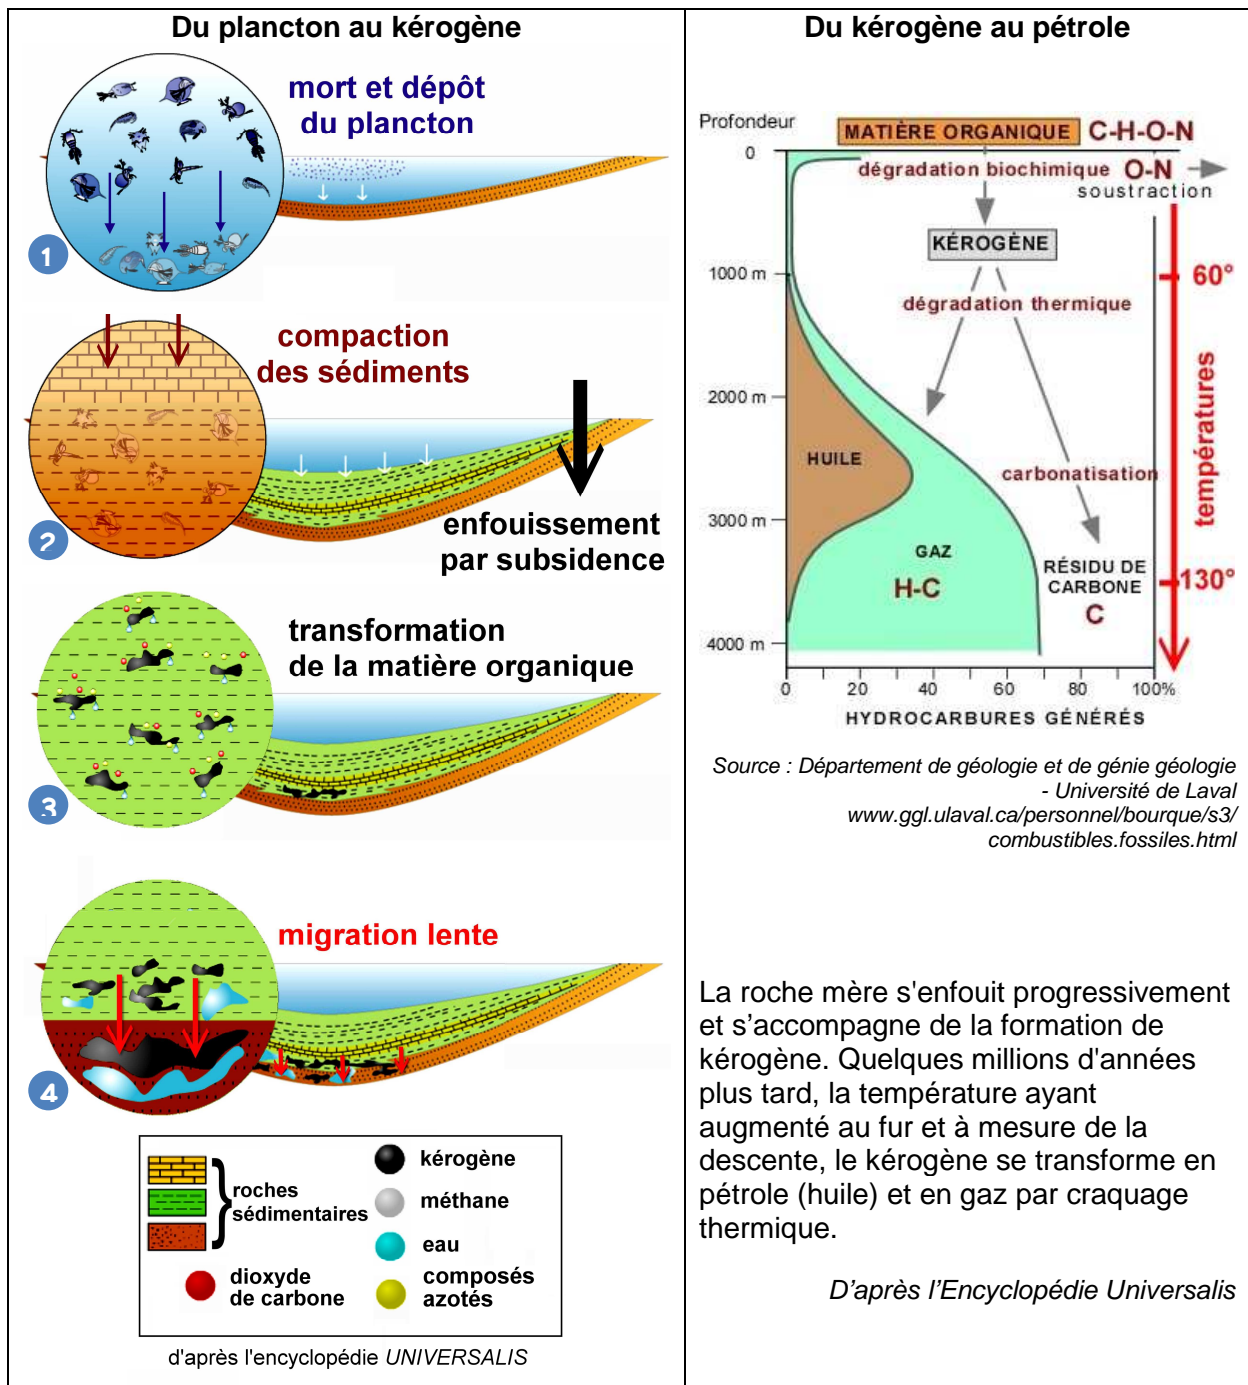 Du plancton au kérogène
mort et dépôt
du plancton
1
compaction
des sédiments
enfouissement
par subsidence
2
transformation
de la matière organique
3
migration lente
4
roches
sédimentaires
dioxyde
de carbone
kérogène
méthane
eau
composés
azotés
d'après l'encyclopédie UNIVERSALIS
Du kérogène au pétrole
Profondeur
MATIÈRE ORGANIQUE C-H-O-N
0
dégradation biochimique O-N
soustraction
KÉROGÈNE
1000 m
60°
dégradation thermique
2000 m
températures
HUILE
carbonatisation
3000 m
GAZ
H-C
RÉSIDU DE
CARBONE
C
130°
4000 m
0 20 40 60 80 100%
HYDROCARBURES GÉNÉRÉS
Source : Département de géologie et de génie géologie
- Université de Laval
www.ggl.ulaval.ca/personnel/bourque/s3/
combustibles.fossiles.html
La roche mère s'enfouit progressivement
et s’accompagne de la formation de
kérogène. Quelques millions d'années
plus tard, la température ayant
augmenté au fur et à mesure de la
descente, le kérogène se transforme en
pétrole (huile) et en gaz par craquage
thermique.
D’après l’Encyclopédie Universalis